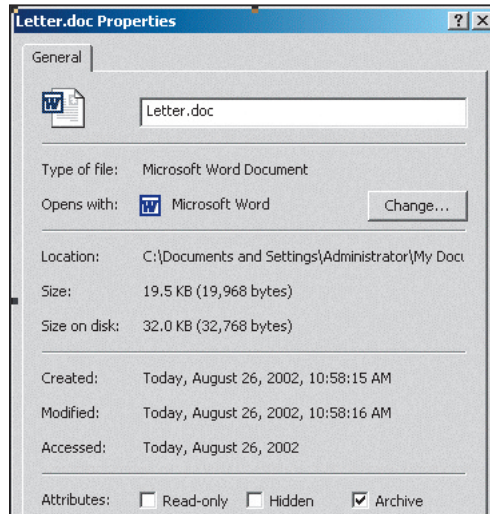 Letter.doc Properties
General
Letter.doc
Type of file: Microsoft Word Document
Opens with: Microsoft Word Change...
Location: C:\Documents and Settings\Administrator\My Docu
Size: 19.5 KB (19,968 bytes)
Size on disk: 32.0 KB (32,768 bytes)
Created: Today, August 26, 2002, 10:58:15 AM
Modified: Today, August 26, 2002, 10:58:16 AM
Accessed: Today, August 26, 2002
Attributes: Read-only Hidden Archive